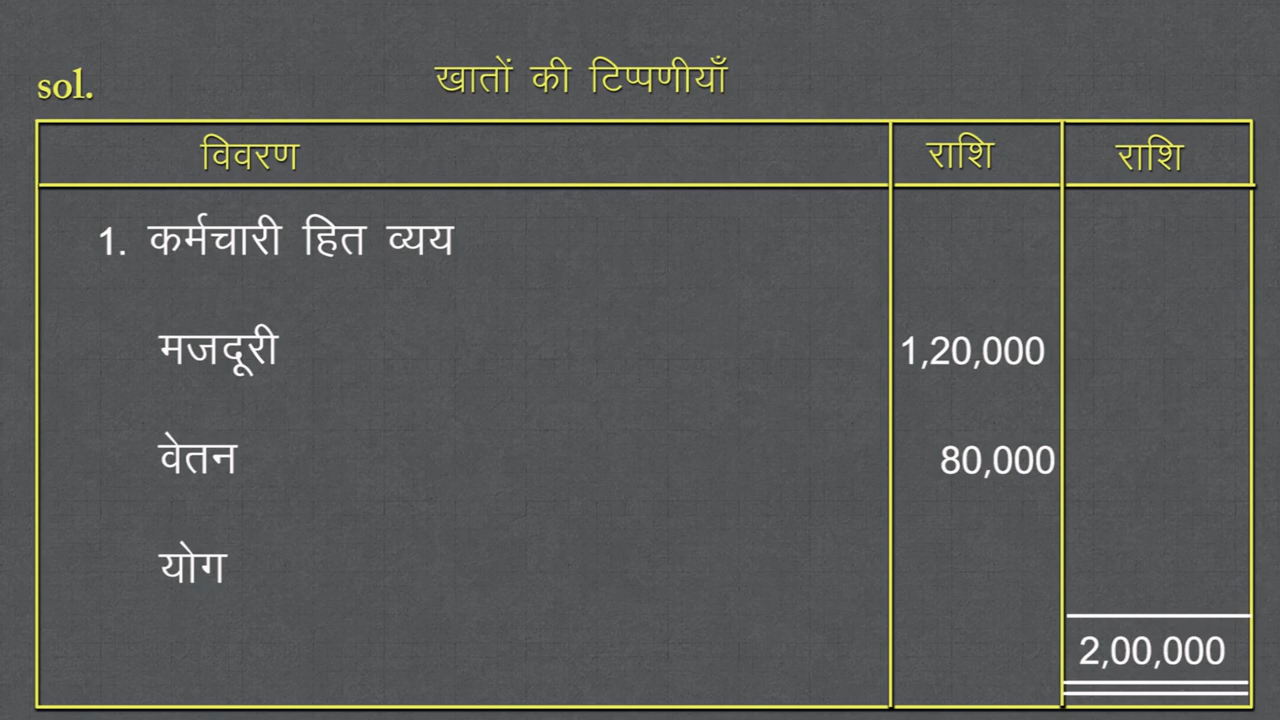 sol. खातों की टिप्पणीयाँ
विवरण राशि राशि
1. कर्मचारी हित व्यय
मजदूरी 1,20,000
वेतन 80,000
योग
2,00,000